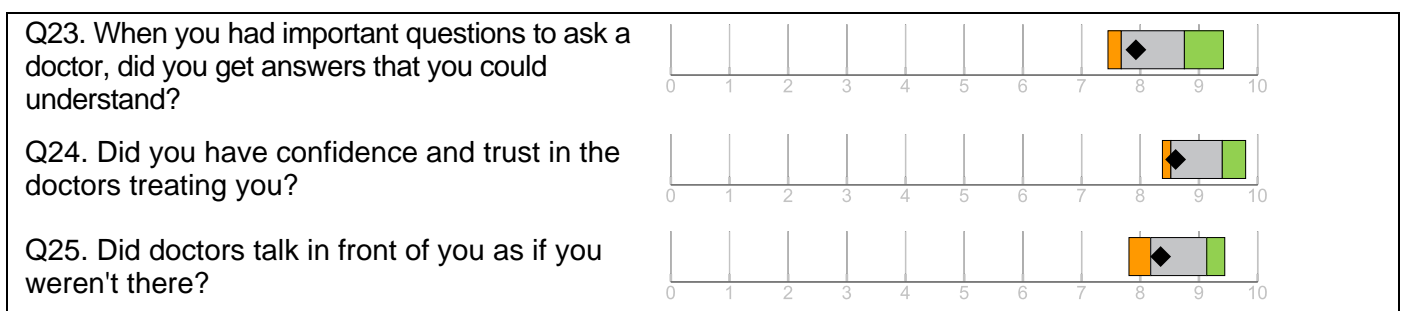 Q23. When you had important questions to ask a
doctor, did you get answers that you could
understand?
0 1 2 3 4 5 6 7 8 9 10
Q24. Did you have confidence and trust in the
doctors treating you?
0 1 2 3 4 5 6 7 8 9 10
Q25. Did doctors talk in front of you as if you
weren't there?
0 1 2 3 4 5 6 7 8 9 10